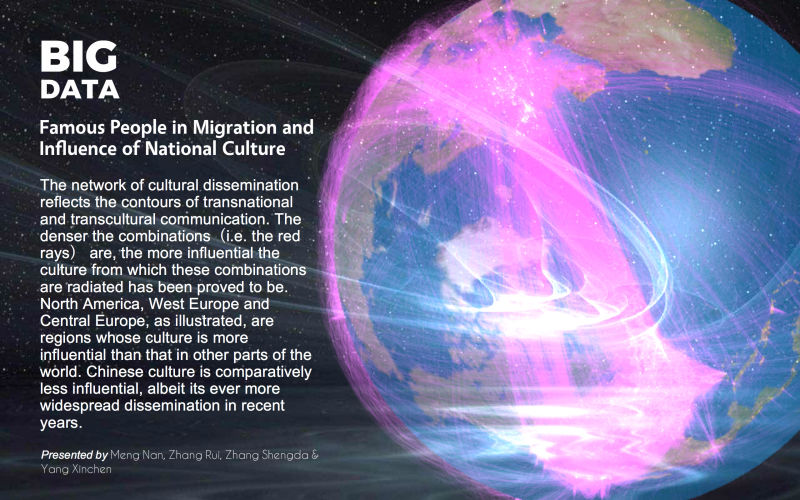 BIG
DATA
Famous People in Migration and
Influence of National Culture
The network of cultural dissemination
reflects the contours of transnational
and transcultural communication. The
denser the combinations（i.e. the red
rays） are, the more influential the
culture from which these combinations
are radiated has been proved to be.
North America, West Europe and
Central Europe, as illustrated, are
regions whose culture is more
influential than that in other parts of the
world. Chinese culture is comparatively
less influential, albeit its ever more
widespread dissemination in recent
years.
Presented by Meng Nan, Zhang Rui, Zhang Shengda &
Yang Xinchen